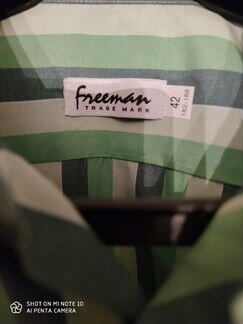 freeman
TRADE MARK
42
182-188
SHOT ON MI NOTE 10
AI PENTA CAMERA